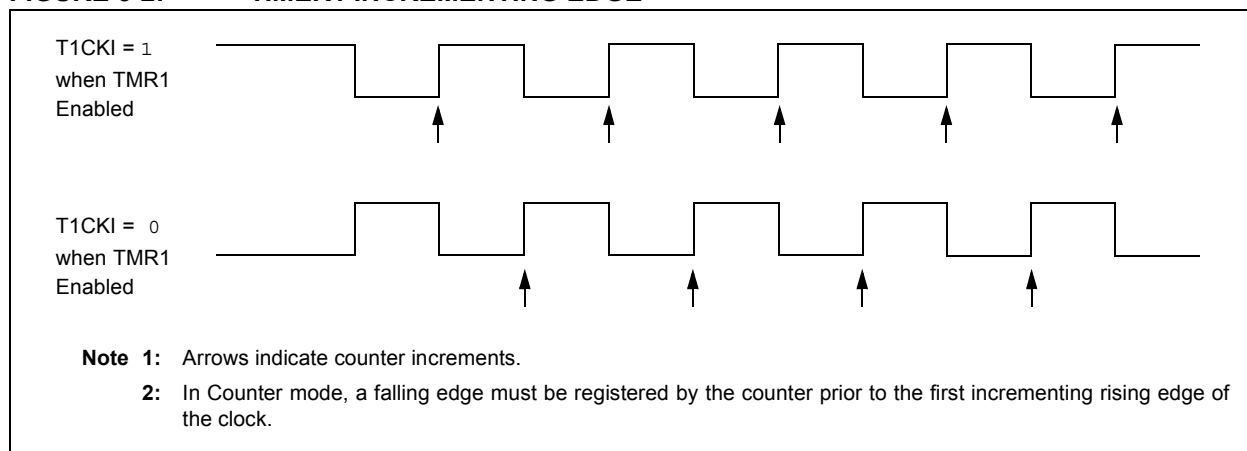 T1CKI = 1
when TMR1
Enabled
T1CKI = 0
when TMR1
Enabled
Note 1: Arrows indicate counter increments.
2: In Counter mode, a falling edge must be registered by the counter prior to the first incrementing rising edge of
the clock.